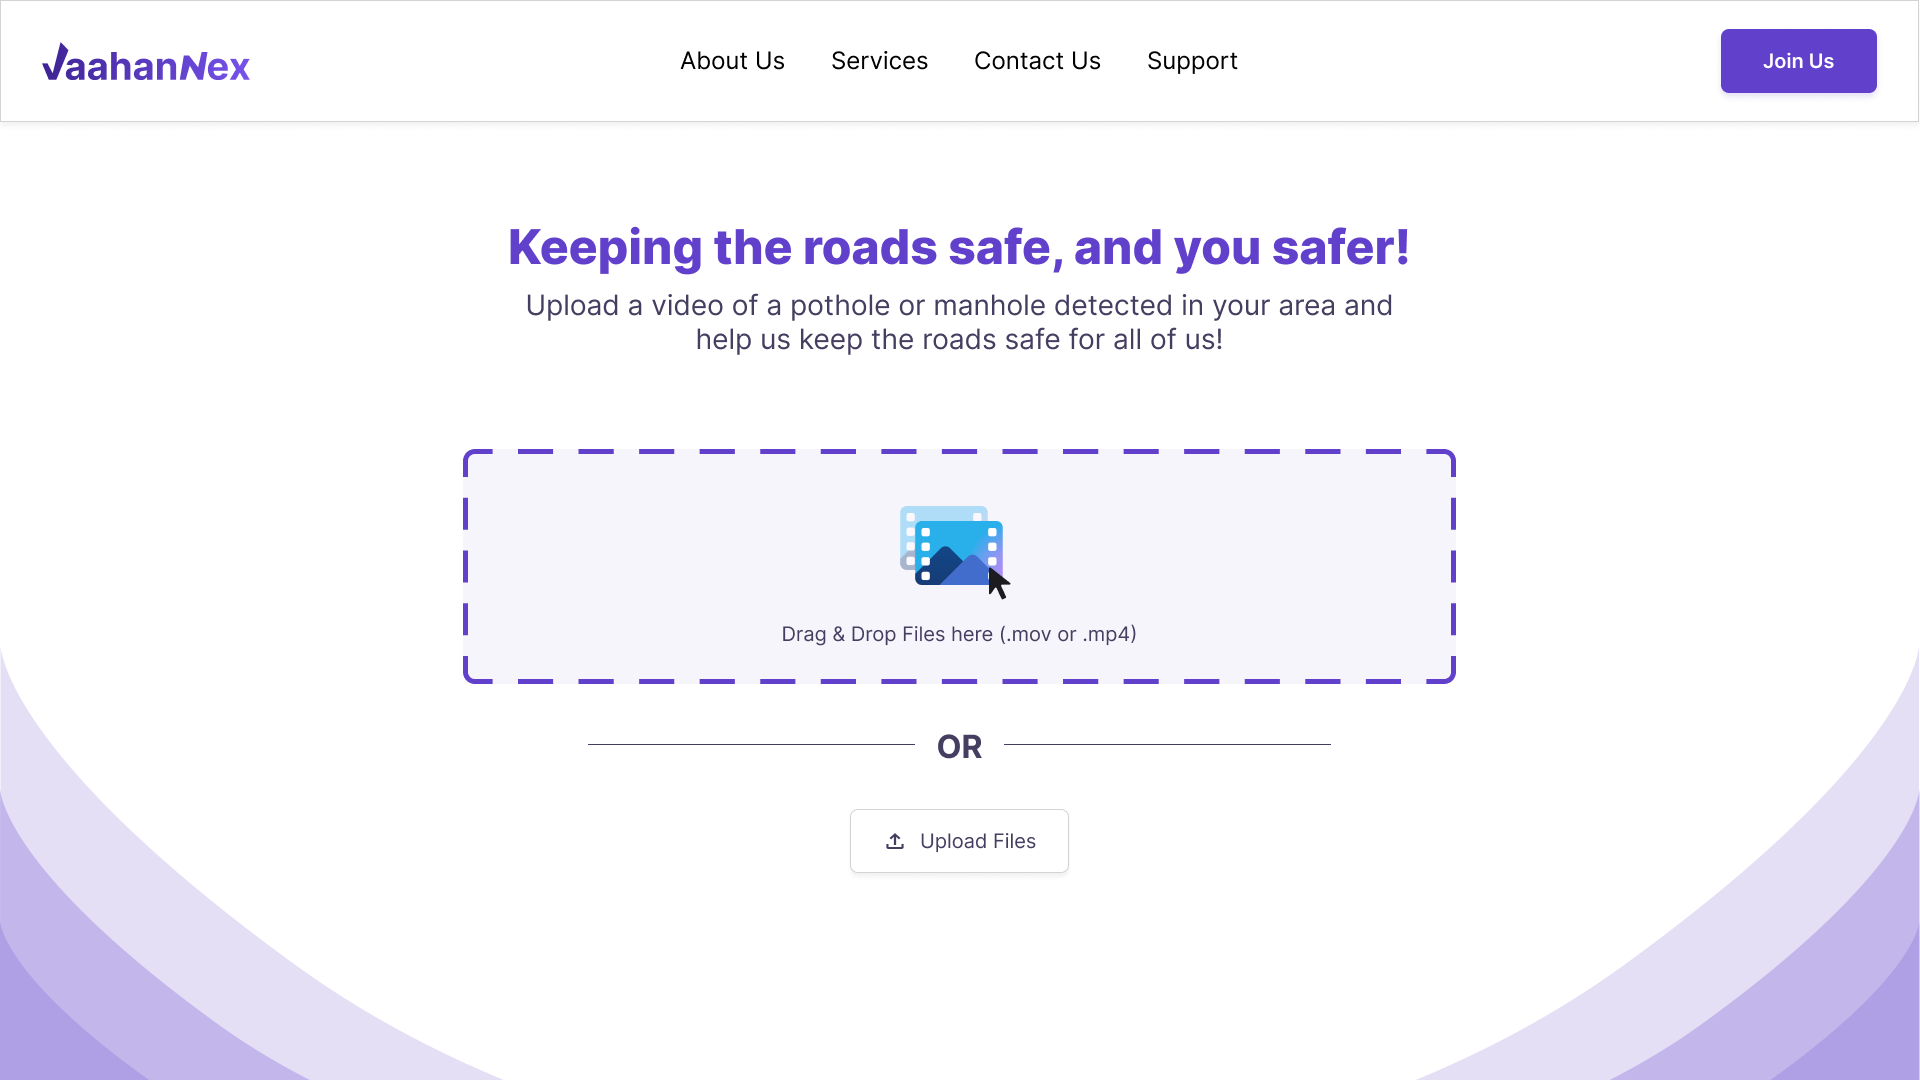 VaahanNex
About Us
Services
Contact Us
Support
Join Us
Keeping the roads safe, and you safer!
Upload a video of a pothole or manhole detected in your area and
help us keep the roads safe for all of us!
Drag & Drop Files here (.mov or .mp4)
OR
Upload Files